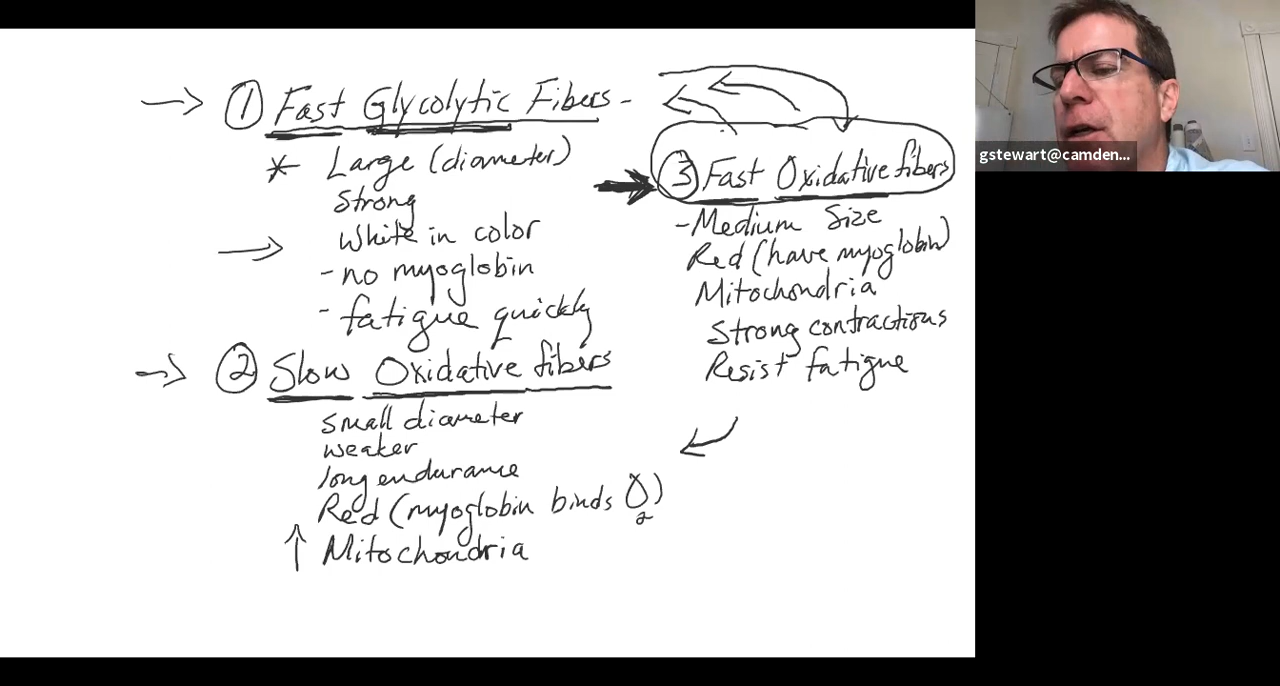 → ① Fast Glycolytic Fibers -
* Large (diameter)
Strong
→ White in color
- no myoglobin
- fatigue quickly
→ ② Slow Oxidative fibers
small diameter
weaker
long endurance
Red (myoglobin binds O₂)
↑ Mitochondria
③ Fast Oxidative fibers
- Medium Size
Red (have myoglobin)
Mitochondria
Strong contractions
Resist fatigue
gstewart@camden...